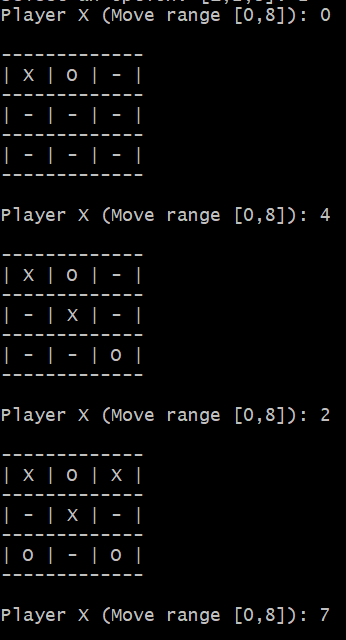 Player X (Move range [0,8]): 0
-------------
| X | O | - |
-------------
| - | - | - |
-------------
| - | - | - |
-------------
Player X (Move range [0,8]): 4
-------------
| X | O | - |
-------------
| - | X | - |
-------------
| - | - | O |
-------------
Player X (Move range [0,8]): 2
-------------
| X | O | X |
-------------
| - | X | - |
-------------
| O | - | O |
-------------
Player X (Move range [0,8]): 7